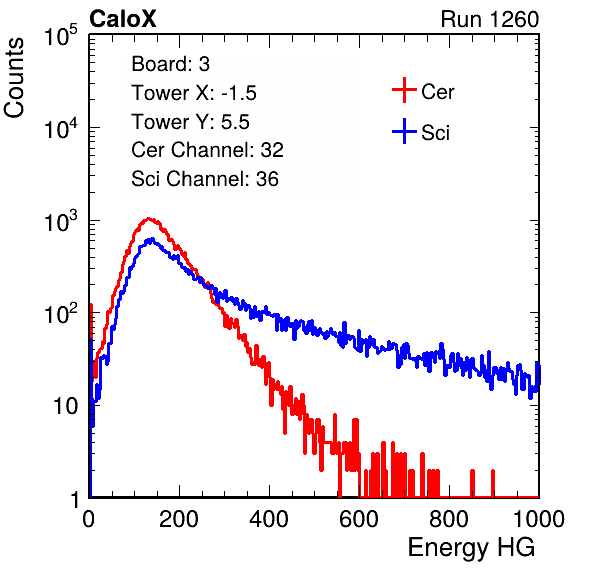 CaloX Run 1260
Counts
Board: 3
Tower X: -1.5
Tower Y: 5.5
Cer Channel: 32
Sci Channel: 36
Cer
Sci
10^5
10^4
10^3
10^2
10
1
0 200 400 600 800 1000
Energy HG